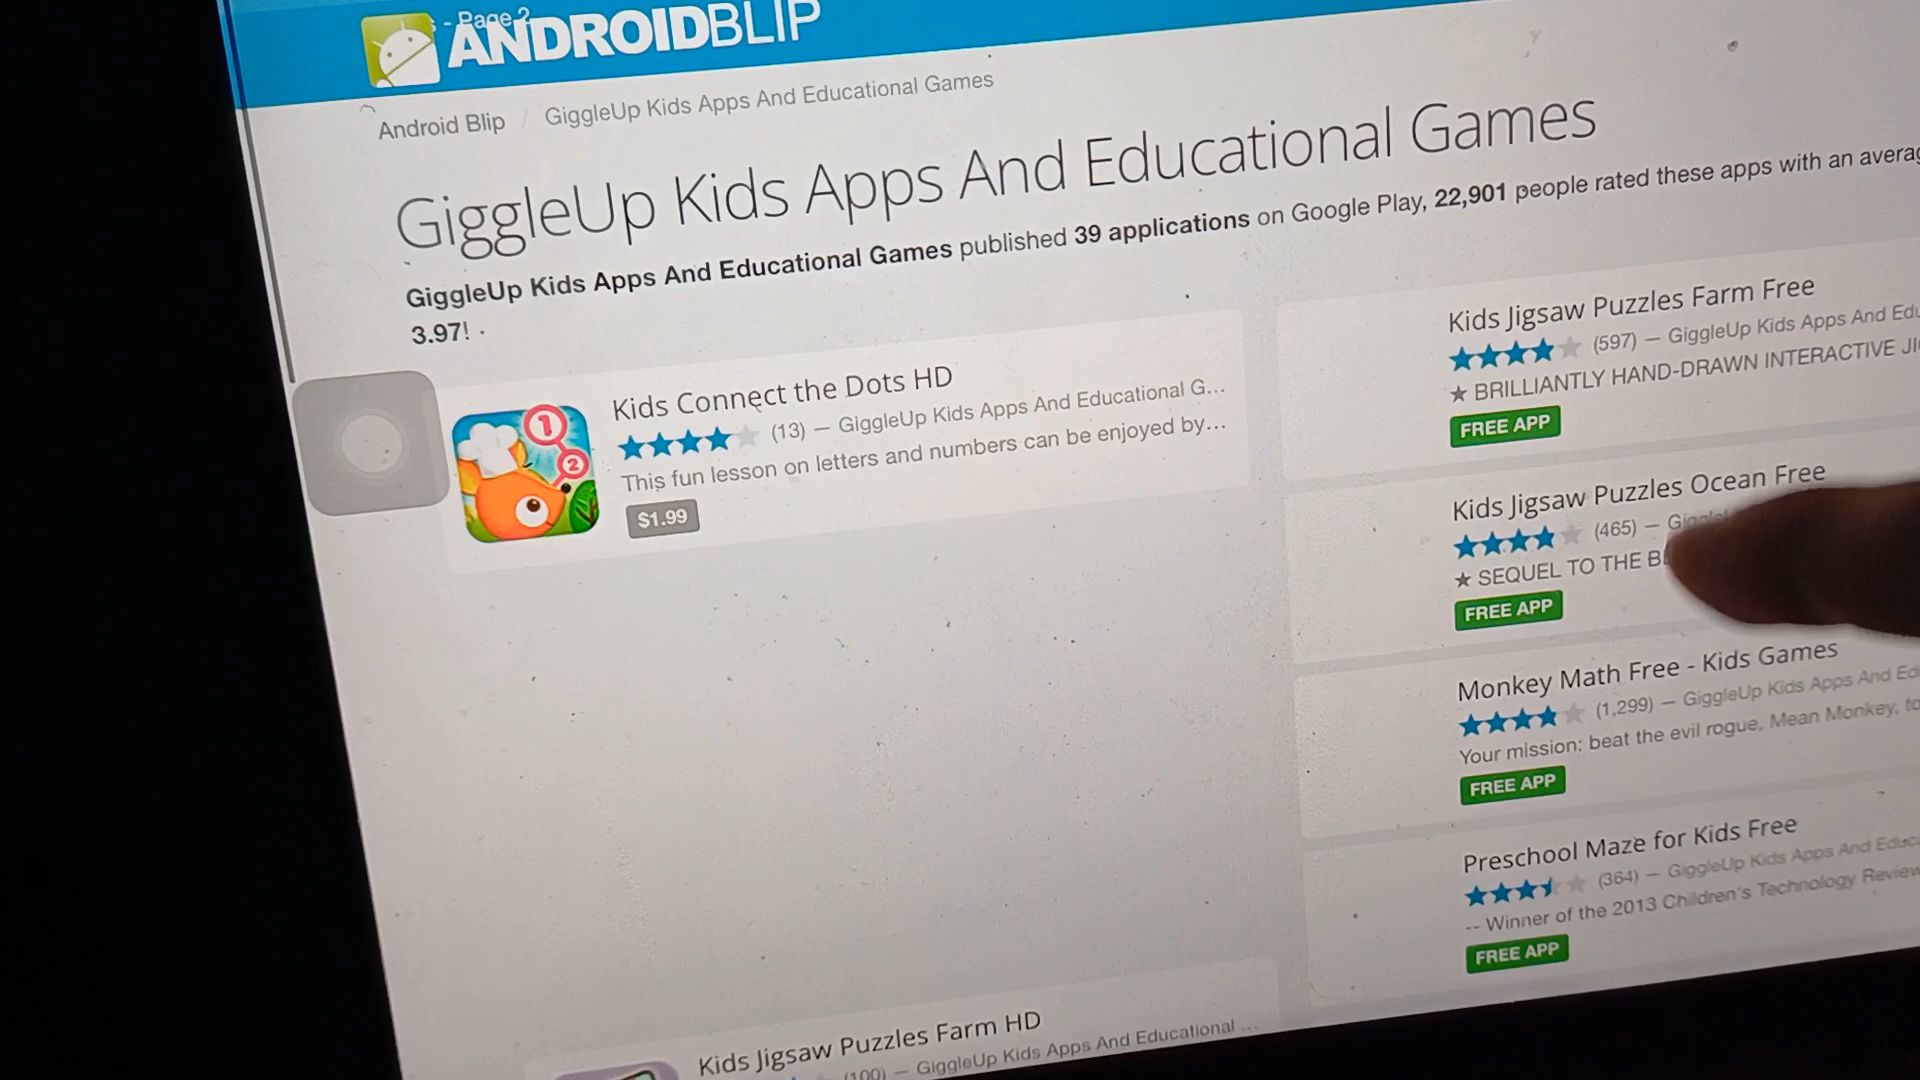 - Page 2
ANDROIDBLIP
Android Blip / GiggleUp Kids Apps And Educational Games
GiggleUp Kids Apps And Educational Games
GiggleUp Kids Apps And Educational Games published 39 applications on Google Play, 22,901 people rated these apps with an
3.97!
Kids Connect the Dots HD
(13) — GiggleUp Kids Apps And Educational G...
This fun lesson on letters and numbers can be enjoyed by...
$1.99
1
2
Kids Jigsaw Puzzles Farm HD
(100) — GiggleUp Kids Apps And Educational ...
Kids Jigsaw Puzzles Farm Free
(597) — GiggleUp Kids Apps And
★ BRILLIANTLY HAND-DRAWN INTERACTIVE
FREE APP
Kids Jigsaw Puzzles Ocean Free
(465) —
★ SEQUEL TO THE
FREE APP
Monkey Math Free - Kids Games
(1,299) — GiggleUp Kids Apps And
Your mission: beat the evil rogue, Mean Monkey, to
FREE APP
Preschool Maze for Kids Free
(364) — GiggleUp Kids Apps And
-- Winner of the 2013 Children's Technology Review
FREE APP